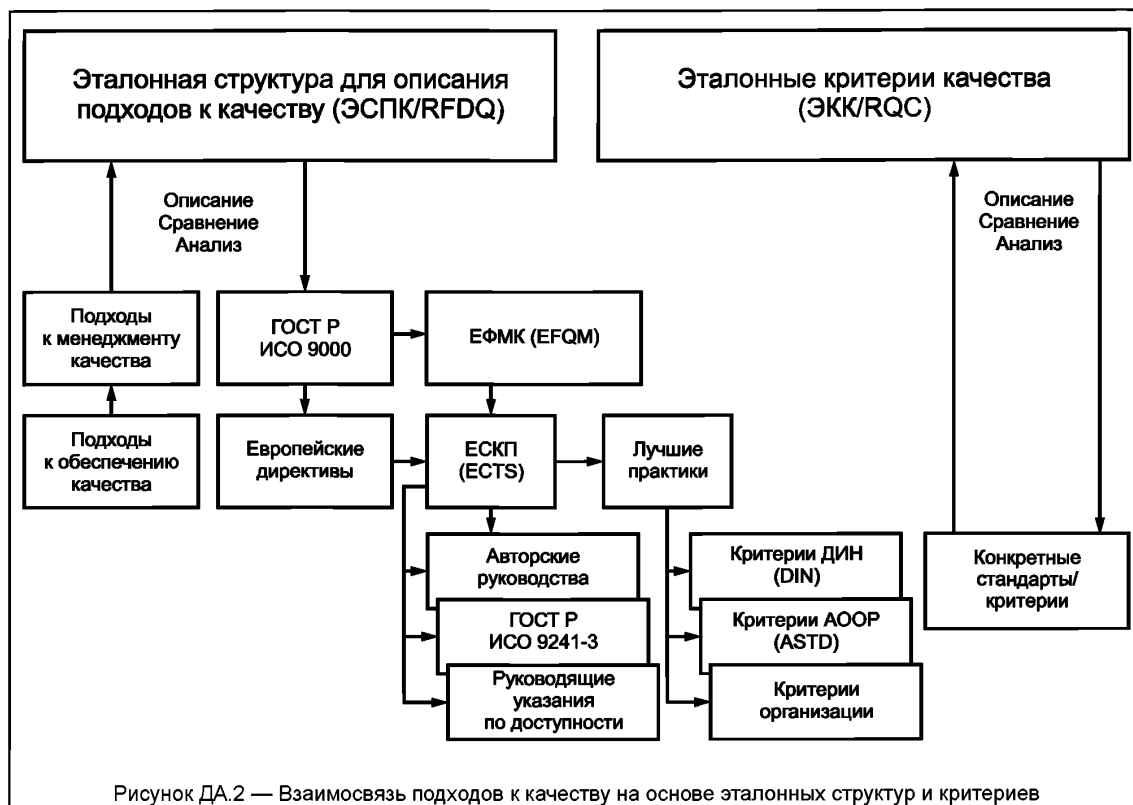 Эталонная структура для описания
подходов к качеству (ЭСПК/RFDQ)
Эталонные критерии качества
(ЭКК/RQC)
Описание
Сравнение
Анализ
Описание
Сравнение
Анализ
Подходы
к менеджменту
качества
ГОСТ Р
ИСО 9000
ЕФМК (EFQM)
Подходы
к обеспечению
качества
Европейские
директивы
ЕСКП
(ECTS)
Лучшие
практики
Авторские
руководства
ГОСТ Р
ИСО 9241-3
Руководящие
указания
по доступности
Критерии ДИН
(DIN)
Критерии АООР
(ASTD)
Критерии
организации
Конкретные
стандарты/
критерии
Рисунок ДА.2 — Взаимосвязь подходов к качеству на основе эталонных структур и критериев